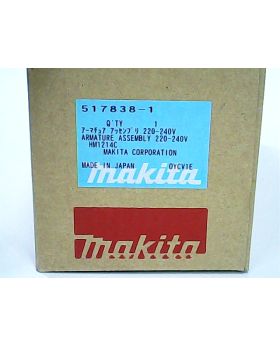 517838-1
Q'TY 1
アーマチュア アッセンブリ 220-240V
ARMATURE ASSEMBLY 220-240V
HM1214C
MAKITA CORPORATION
MADE IN JAPAN OYCVIE
makita
makita